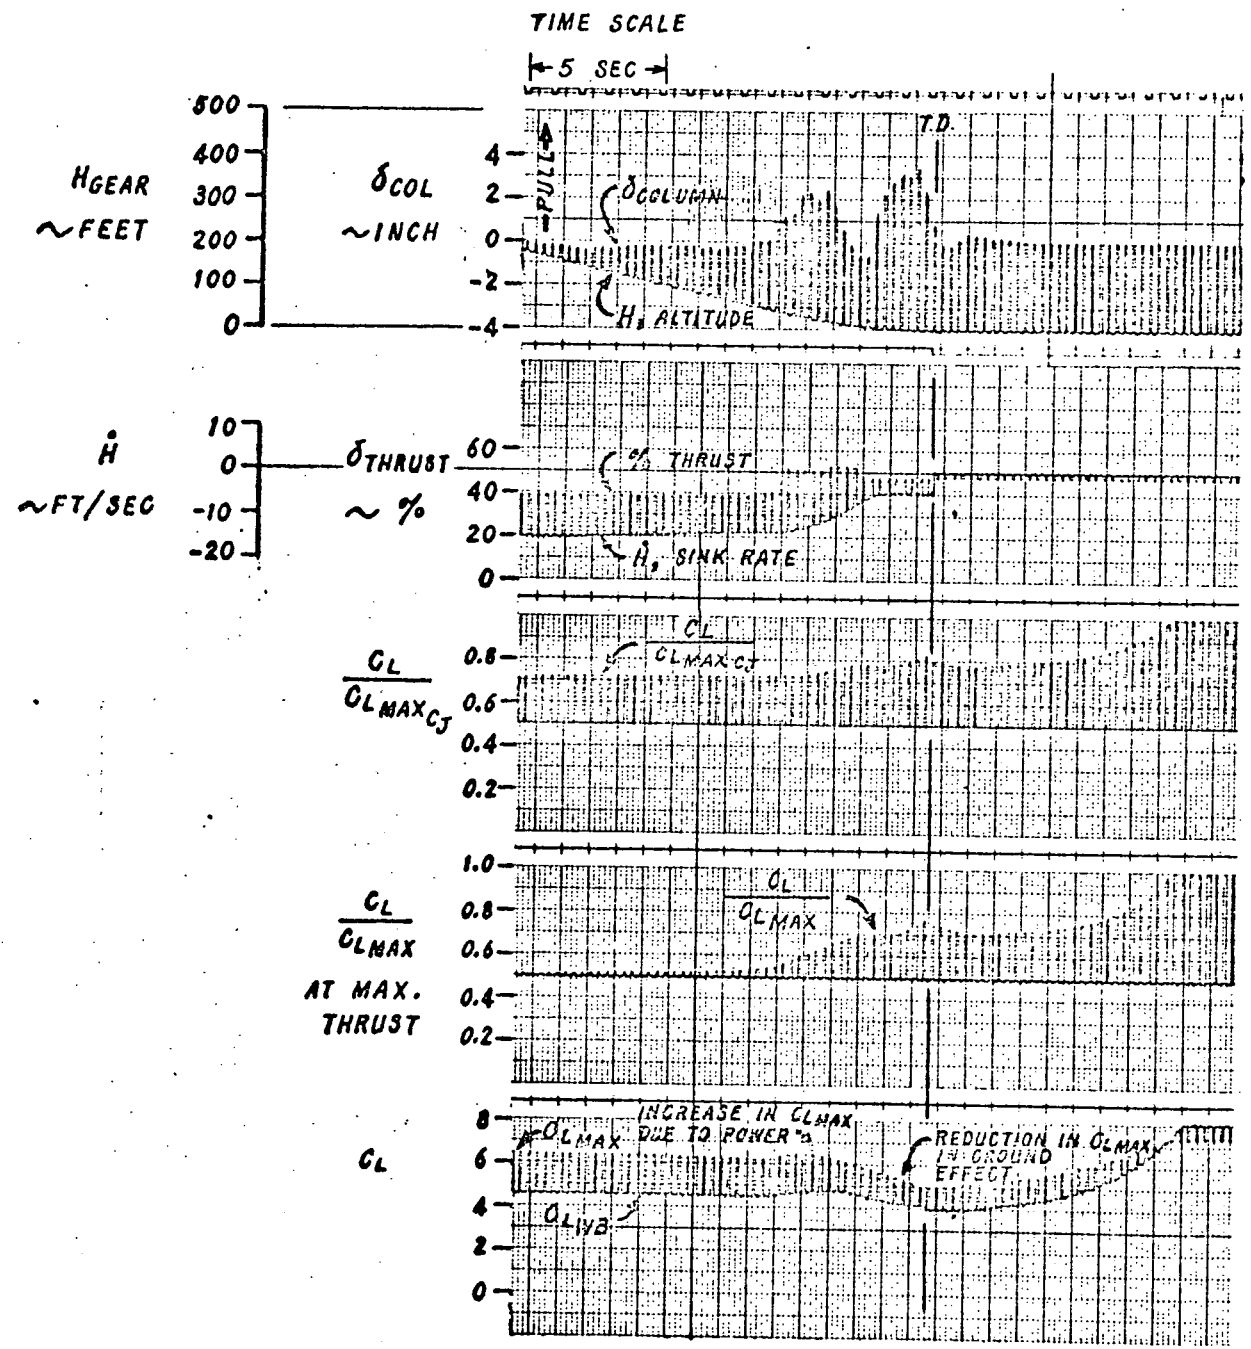 TIME SCALE
5 SEC
500
400
300
200
100
0
HGEAR
~FEET
δCOL
~INCH
4
2
0
-2
-4
PULL
δCOLUMN
H, ALTITUDE
T.D.
10
0
-10
-20
Ḣ
~FT/SEC
δTHRUST
~ %
60
40
20
0
% THRUST
Ḣ, SINK RATE
CL
CLMAXCJ
0.8
0.6
0.4
0.2
CL
CLMAXCJ
CL
CLMAX
AT MAX.
THRUST
1.0
0.8
0.6
0.4
0.2
CL
CLMAX
CL
8
6
4
2
0
CLMAX
INCREASE IN CLMAX
DUE TO POWER
REDUCTION IN CLMAX
IN GROUND
EFFECT
CLWB